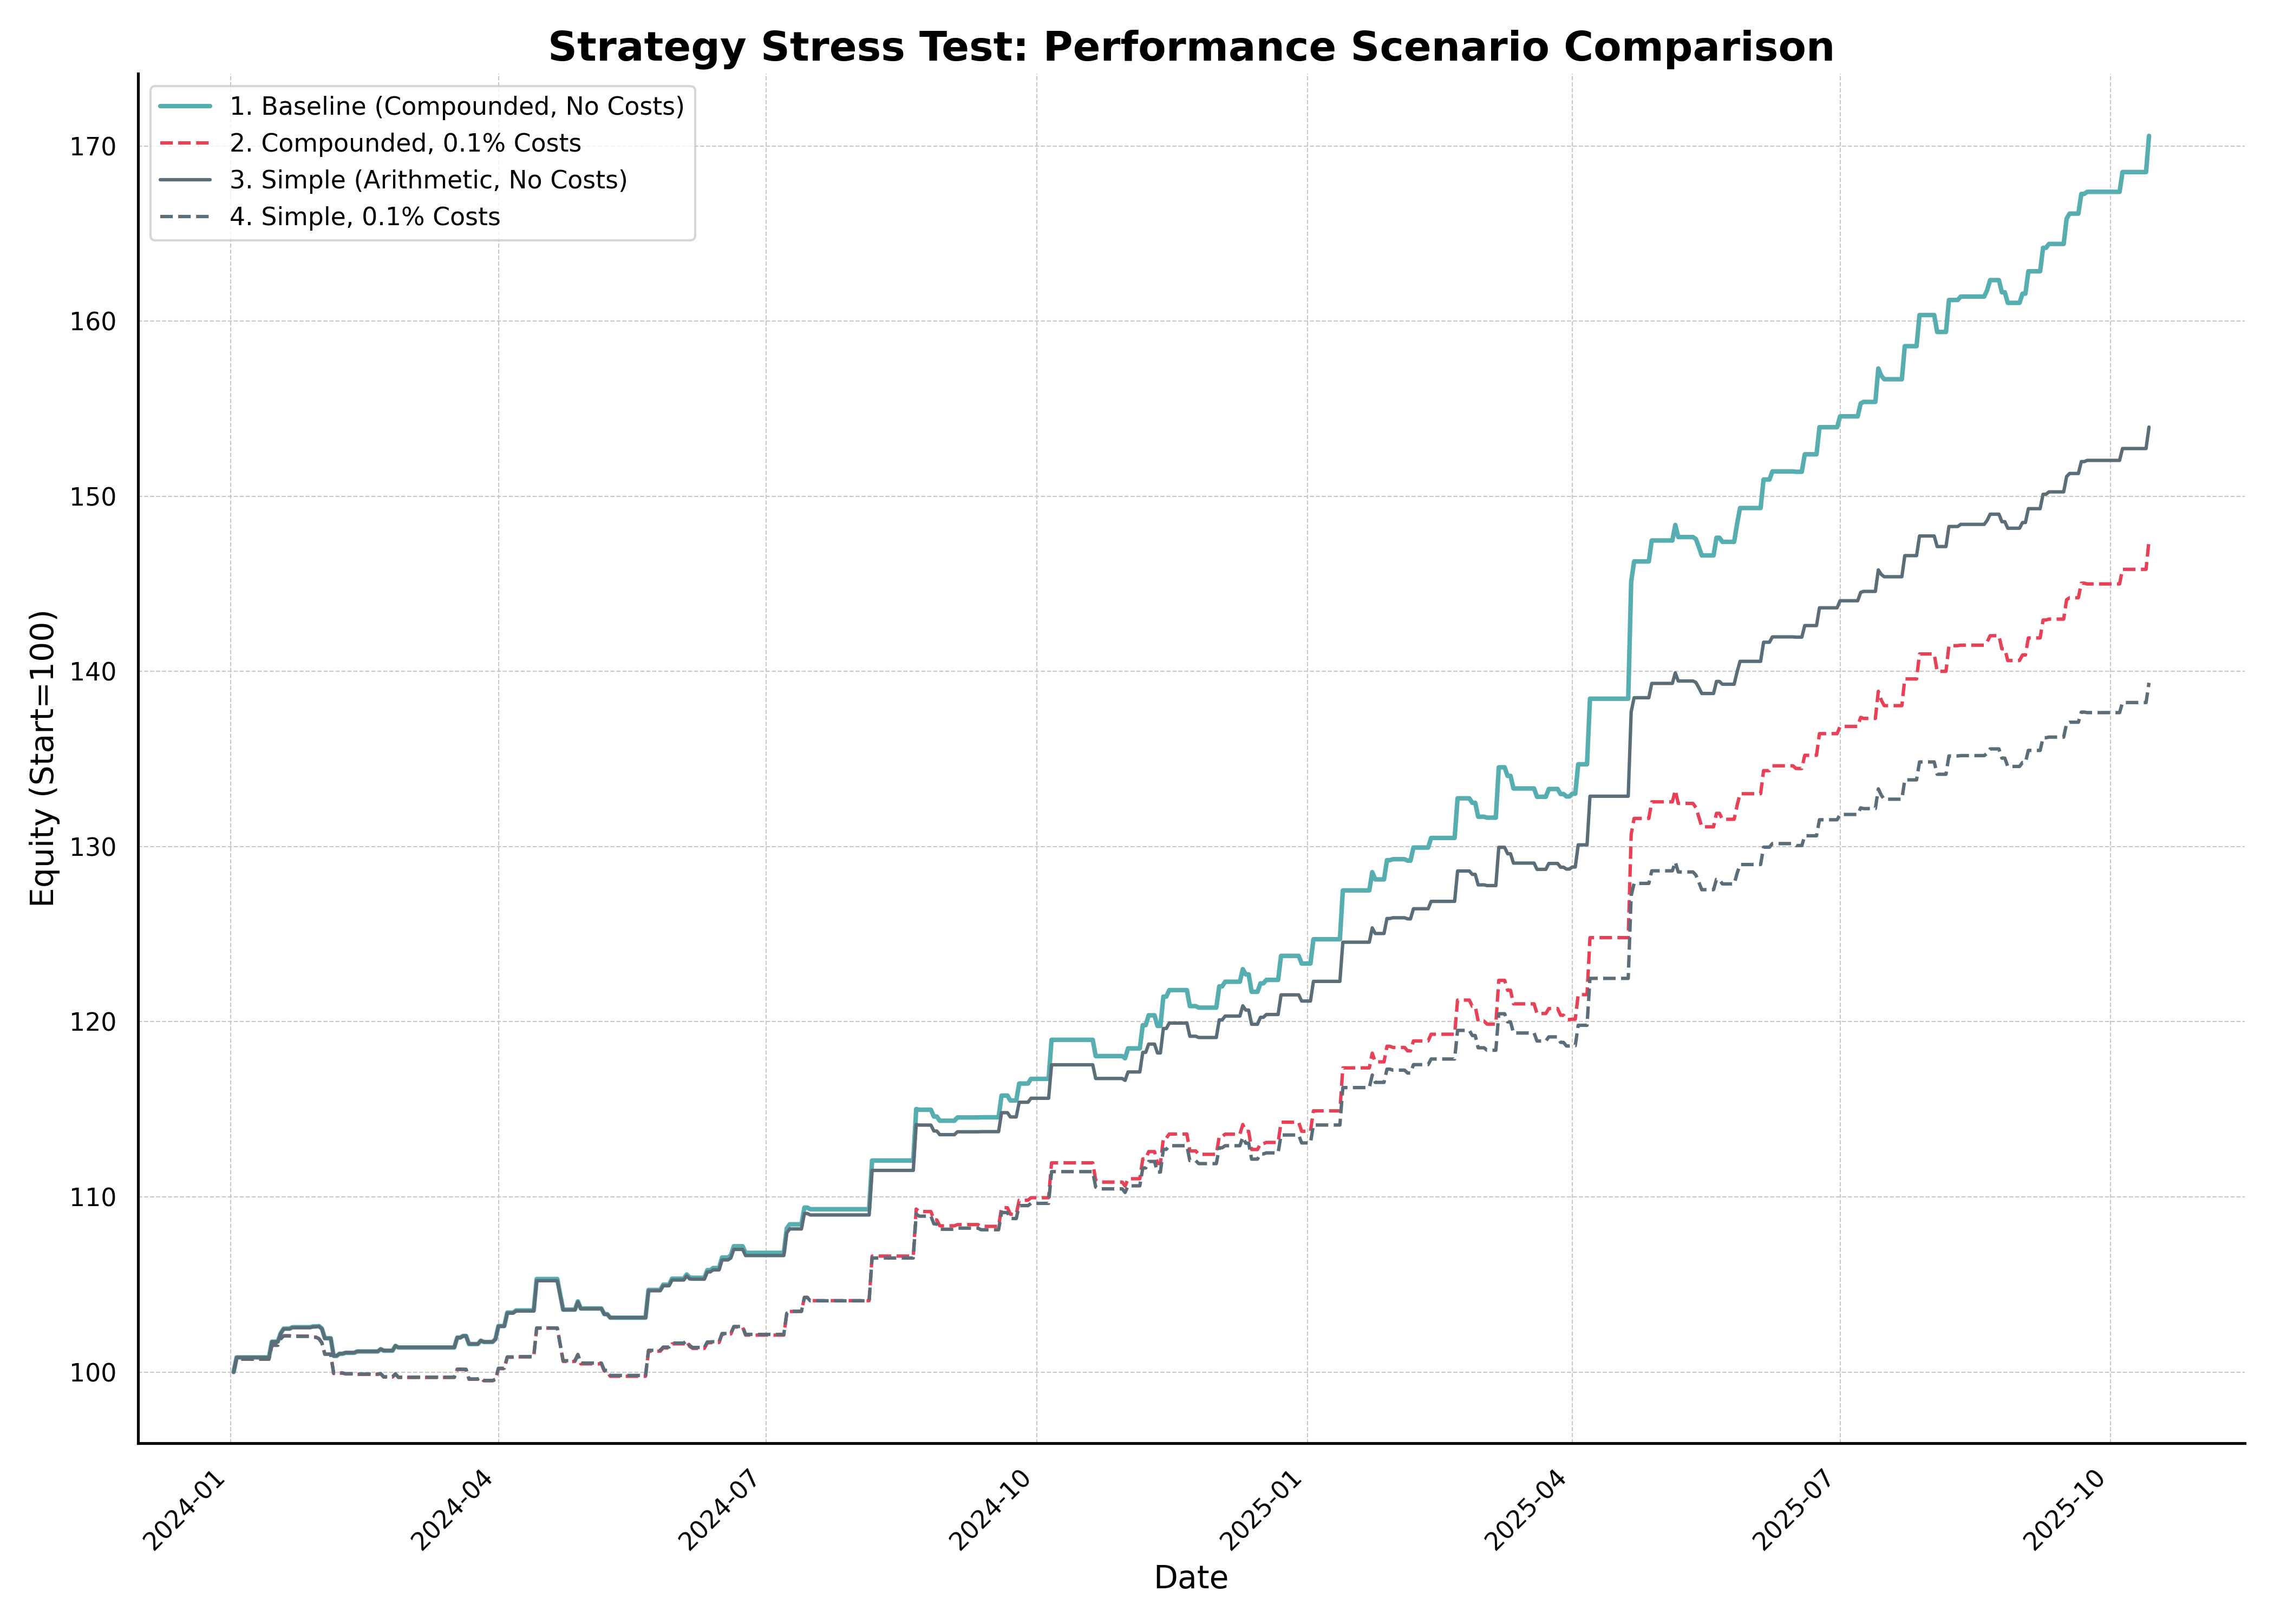 Strategy Stress Test: Performance Scenario Comparison
1. Baseline (Compounded, No Costs)
2. Compounded, 0.1% Costs
3. Simple (Arithmetic, No Costs)
4. Simple, 0.1% Costs
Equity (Start=100)
170
160
150
140
130
120
110
100
2024-01
2024-04
2024-07
2024-10
2025-01
2025-04
2025-07
2025-10
Date